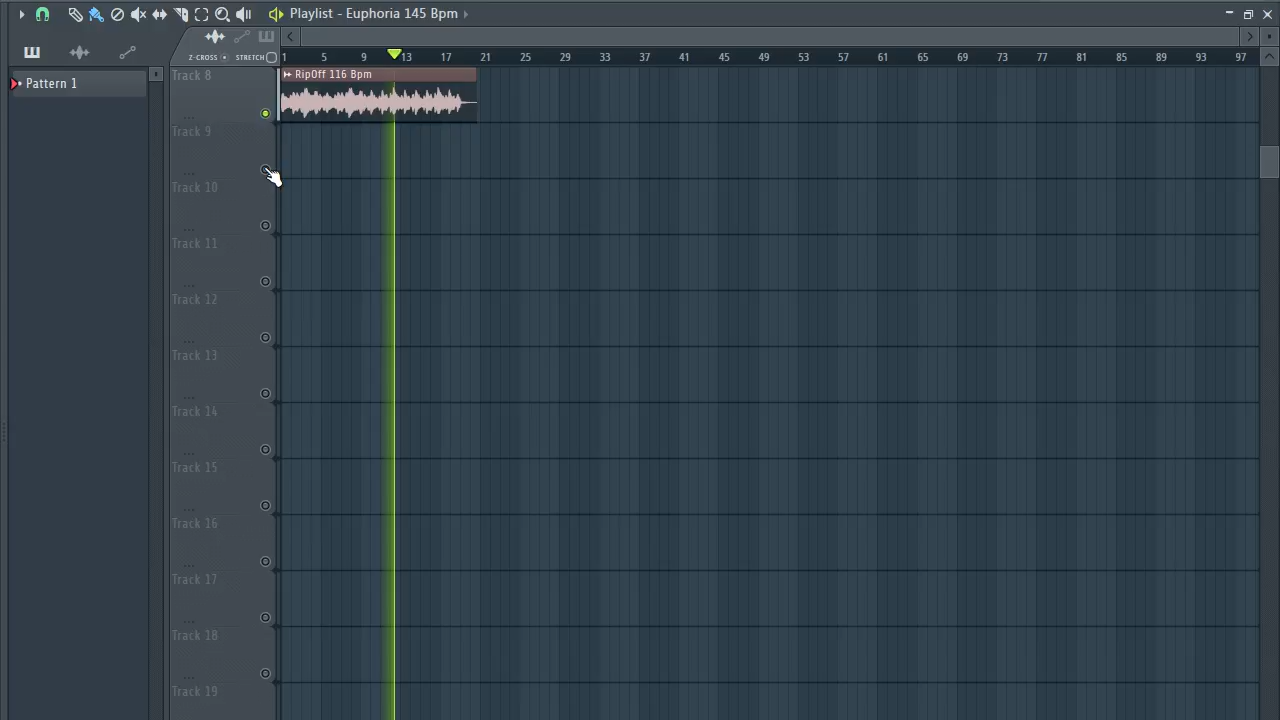 Playlist - Euphoria 145 Bpm
Z-CROSS STRETCH
1 5 9 13 17 21 25 29 33 37 41 45 49 53 57 61 65 69 73 77 81 85 89 93 97
Pattern 1
Track 8
RipOff 116 Bpm
...
Track 9
...
Track 10
...
Track 11
...
Track 12
...
Track 13
...
Track 14
...
Track 15
...
Track 16
...
Track 17
...
Track 18
...
Track 19